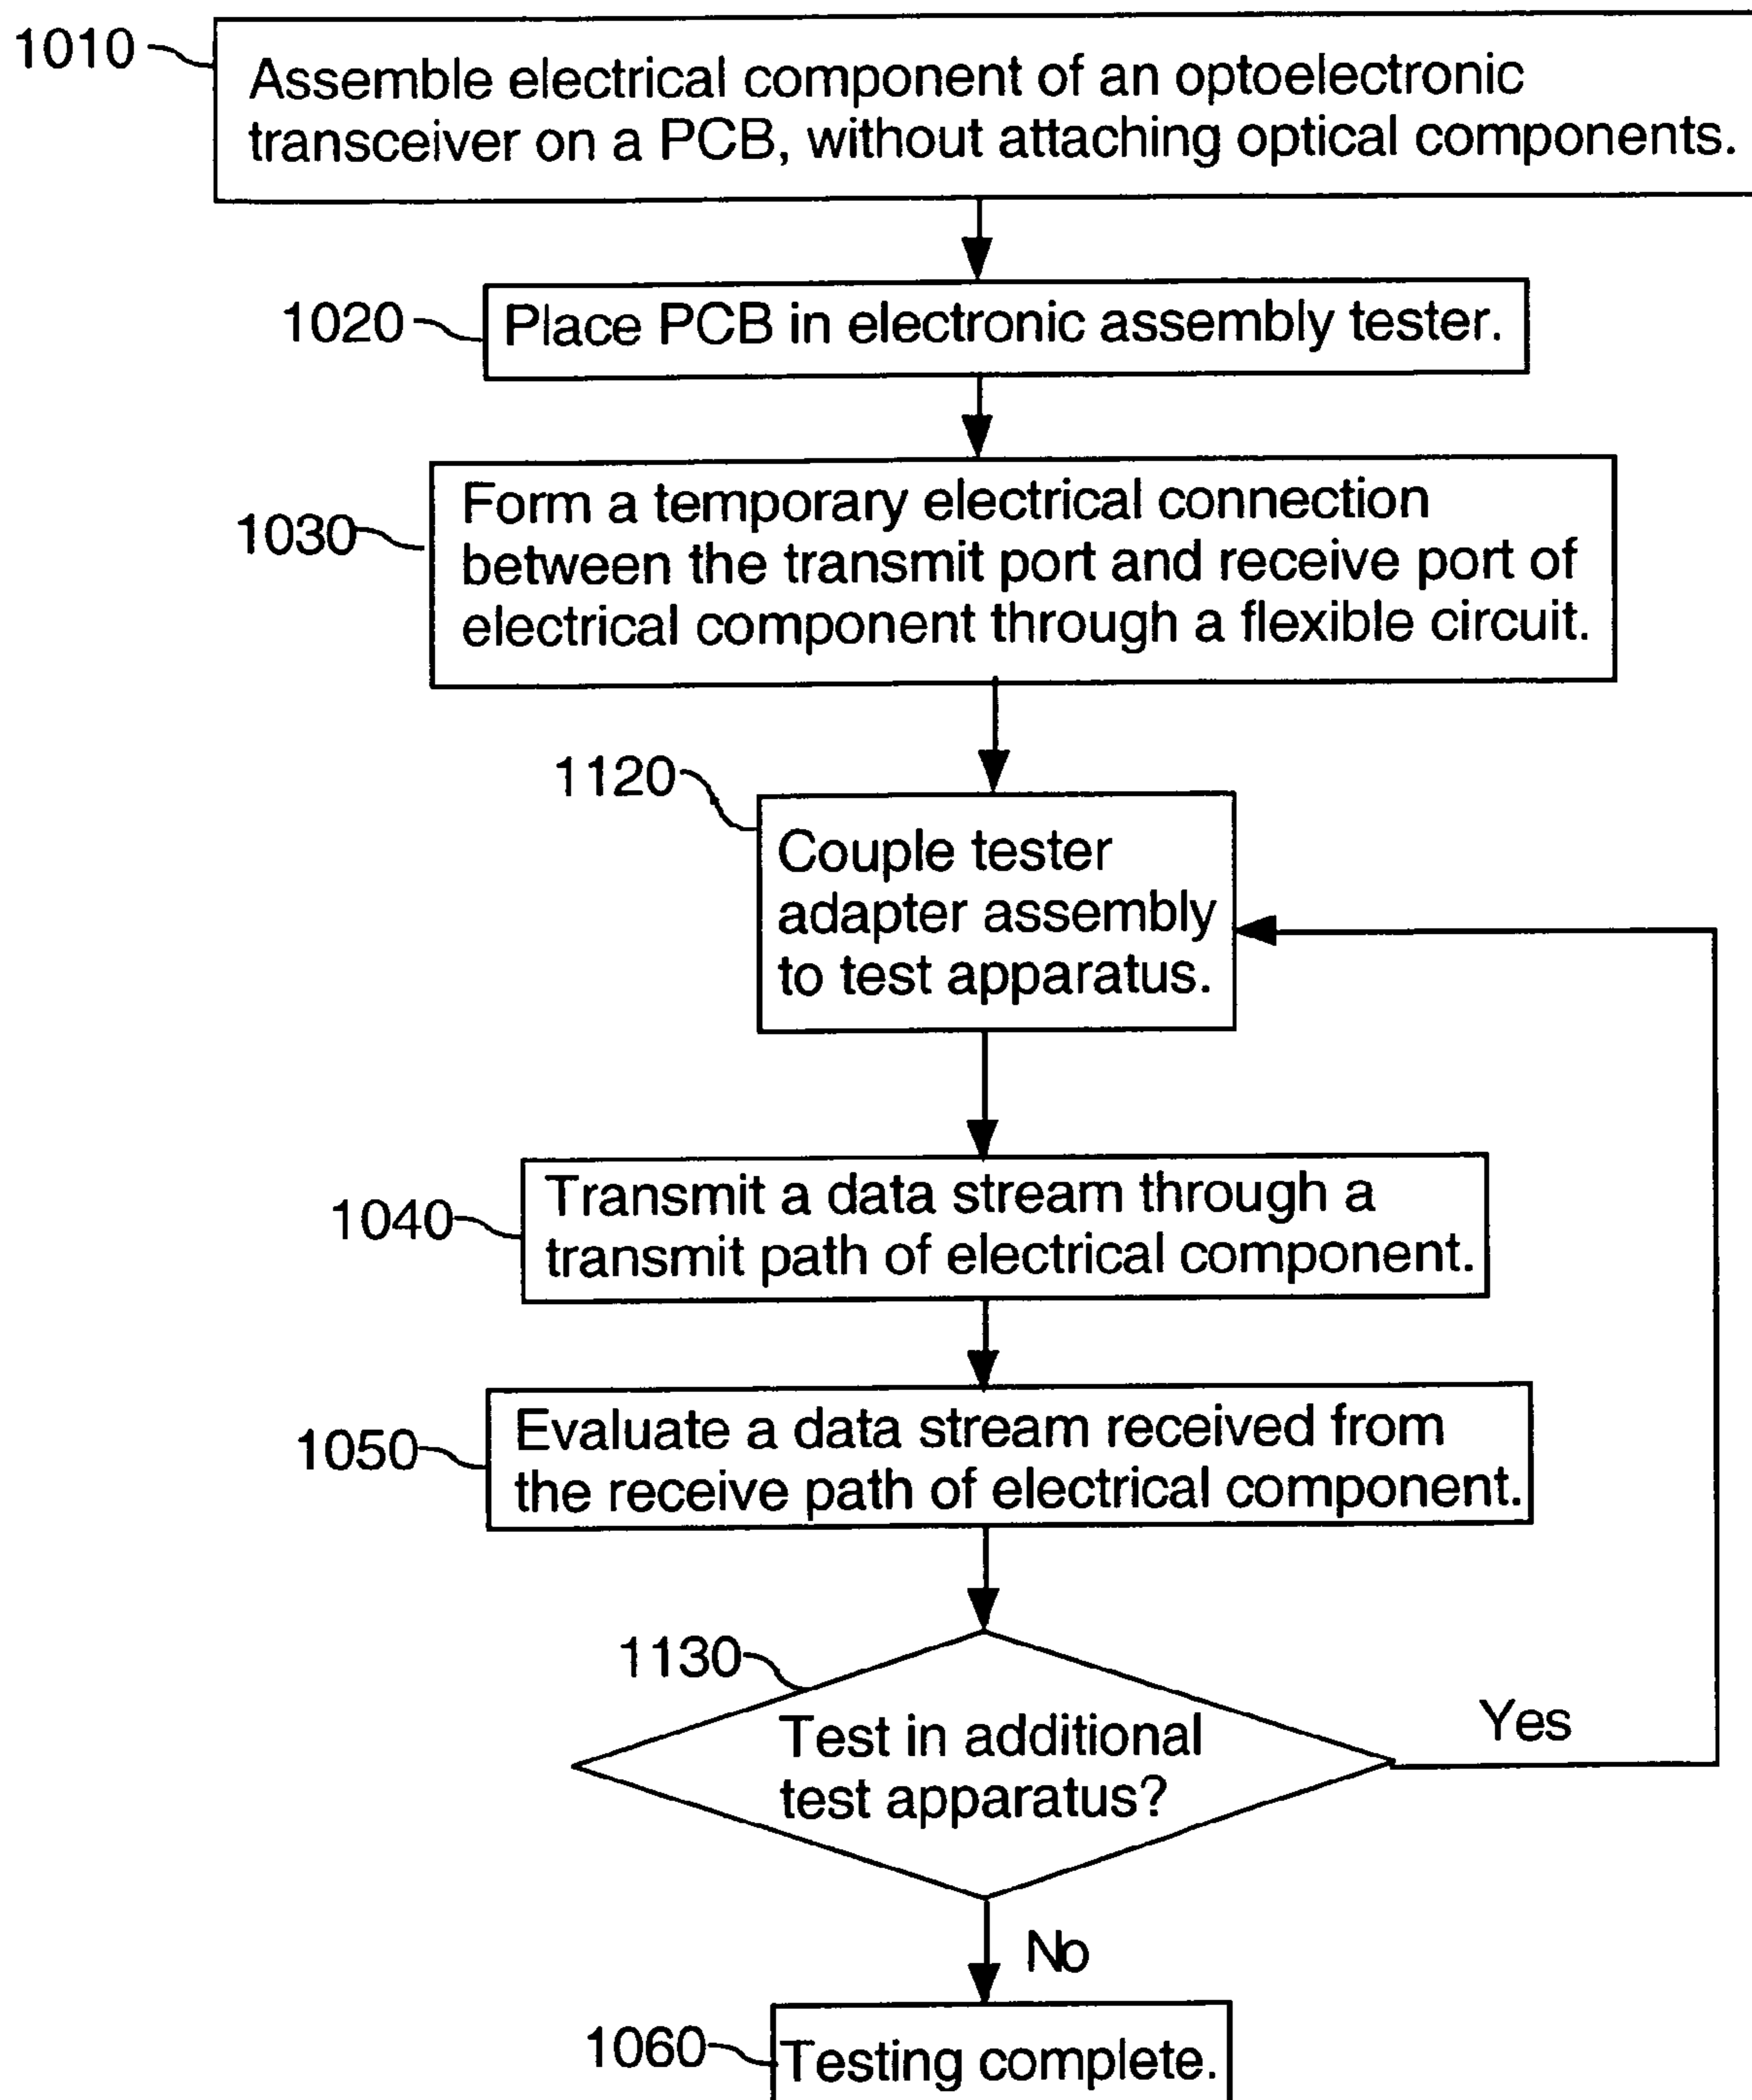 1010
Assemble electrical component of an optoelectronic
transceiver on a PCB, without attaching optical components.
1020
Place PCB in electronic assembly tester.
1030
Form a temporary electrical connection
between the transmit port and receive port of
electrical component through a flexible circuit.
1120
Couple tester
adapter assembly
to test apparatus.
1040
Transmit a data stream through a
transmit path of electrical component.
1050
Evaluate a data stream received from
the receive path of electrical component.
1130
Test in additional
test apparatus?
Yes
No
1060
Testing complete.